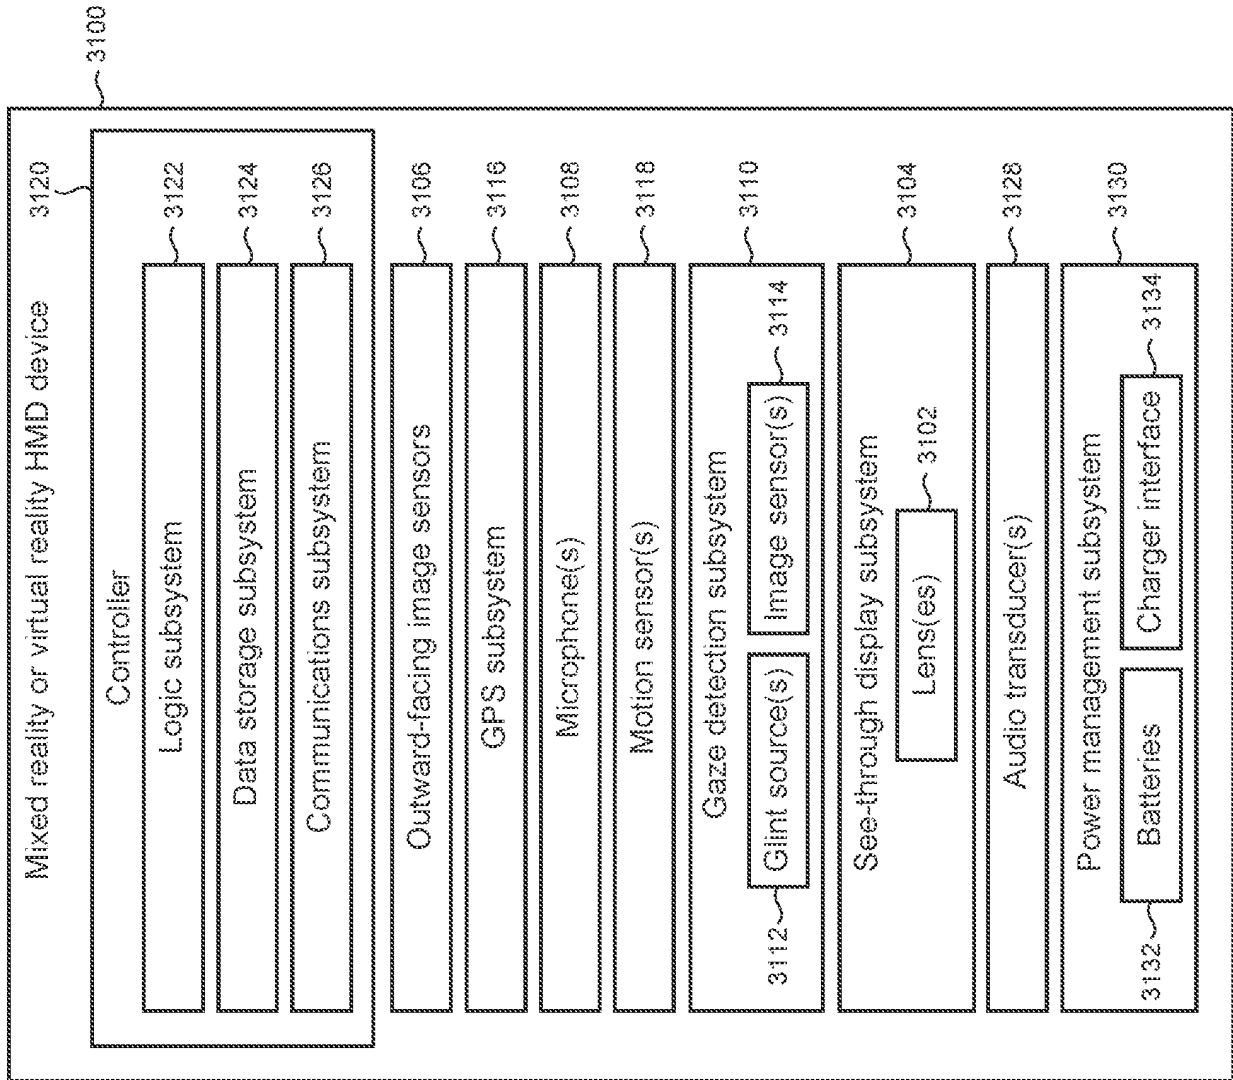 Mixed reality or virtual reality HMD device
3100
3120
Controller
Logic subsystem
3122
Data storage subsystem
3124
Communications subsystem
3126
Outward-facing image sensors
3106
GPS subsystem
3116
Microphone(s)
3108
Motion sensor(s)
3118
Gaze detection subsystem
3110
3112
Glint source(s)
Image sensor(s)
3114
See-through display subsystem
3104
Lens(es)
3102
Audio transducer(s)
3128
Power management subsystem
3130
3132
Batteries
Charger interface
3134